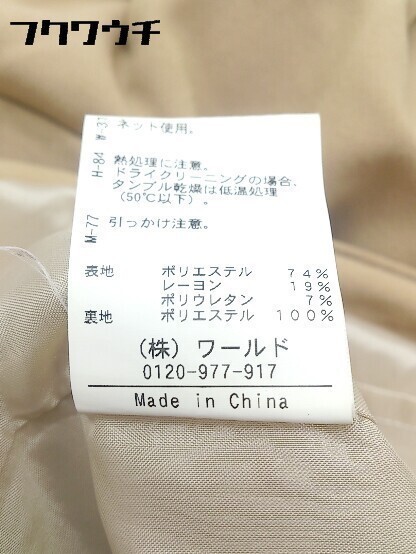 フクウクチ
W-37 ネット使用。
H-84 熱処理に注意。
ドライクリーニングの場合、
タンブル乾燥は低温処理
(50℃以下)。
M-77 引っかけ注意。
表地 ポリエステル 74%
レーヨン 19%
ポリウレタン 7%
裏地 ポリエステル 100%
(株) ワールド
0120-977-917
Made in China